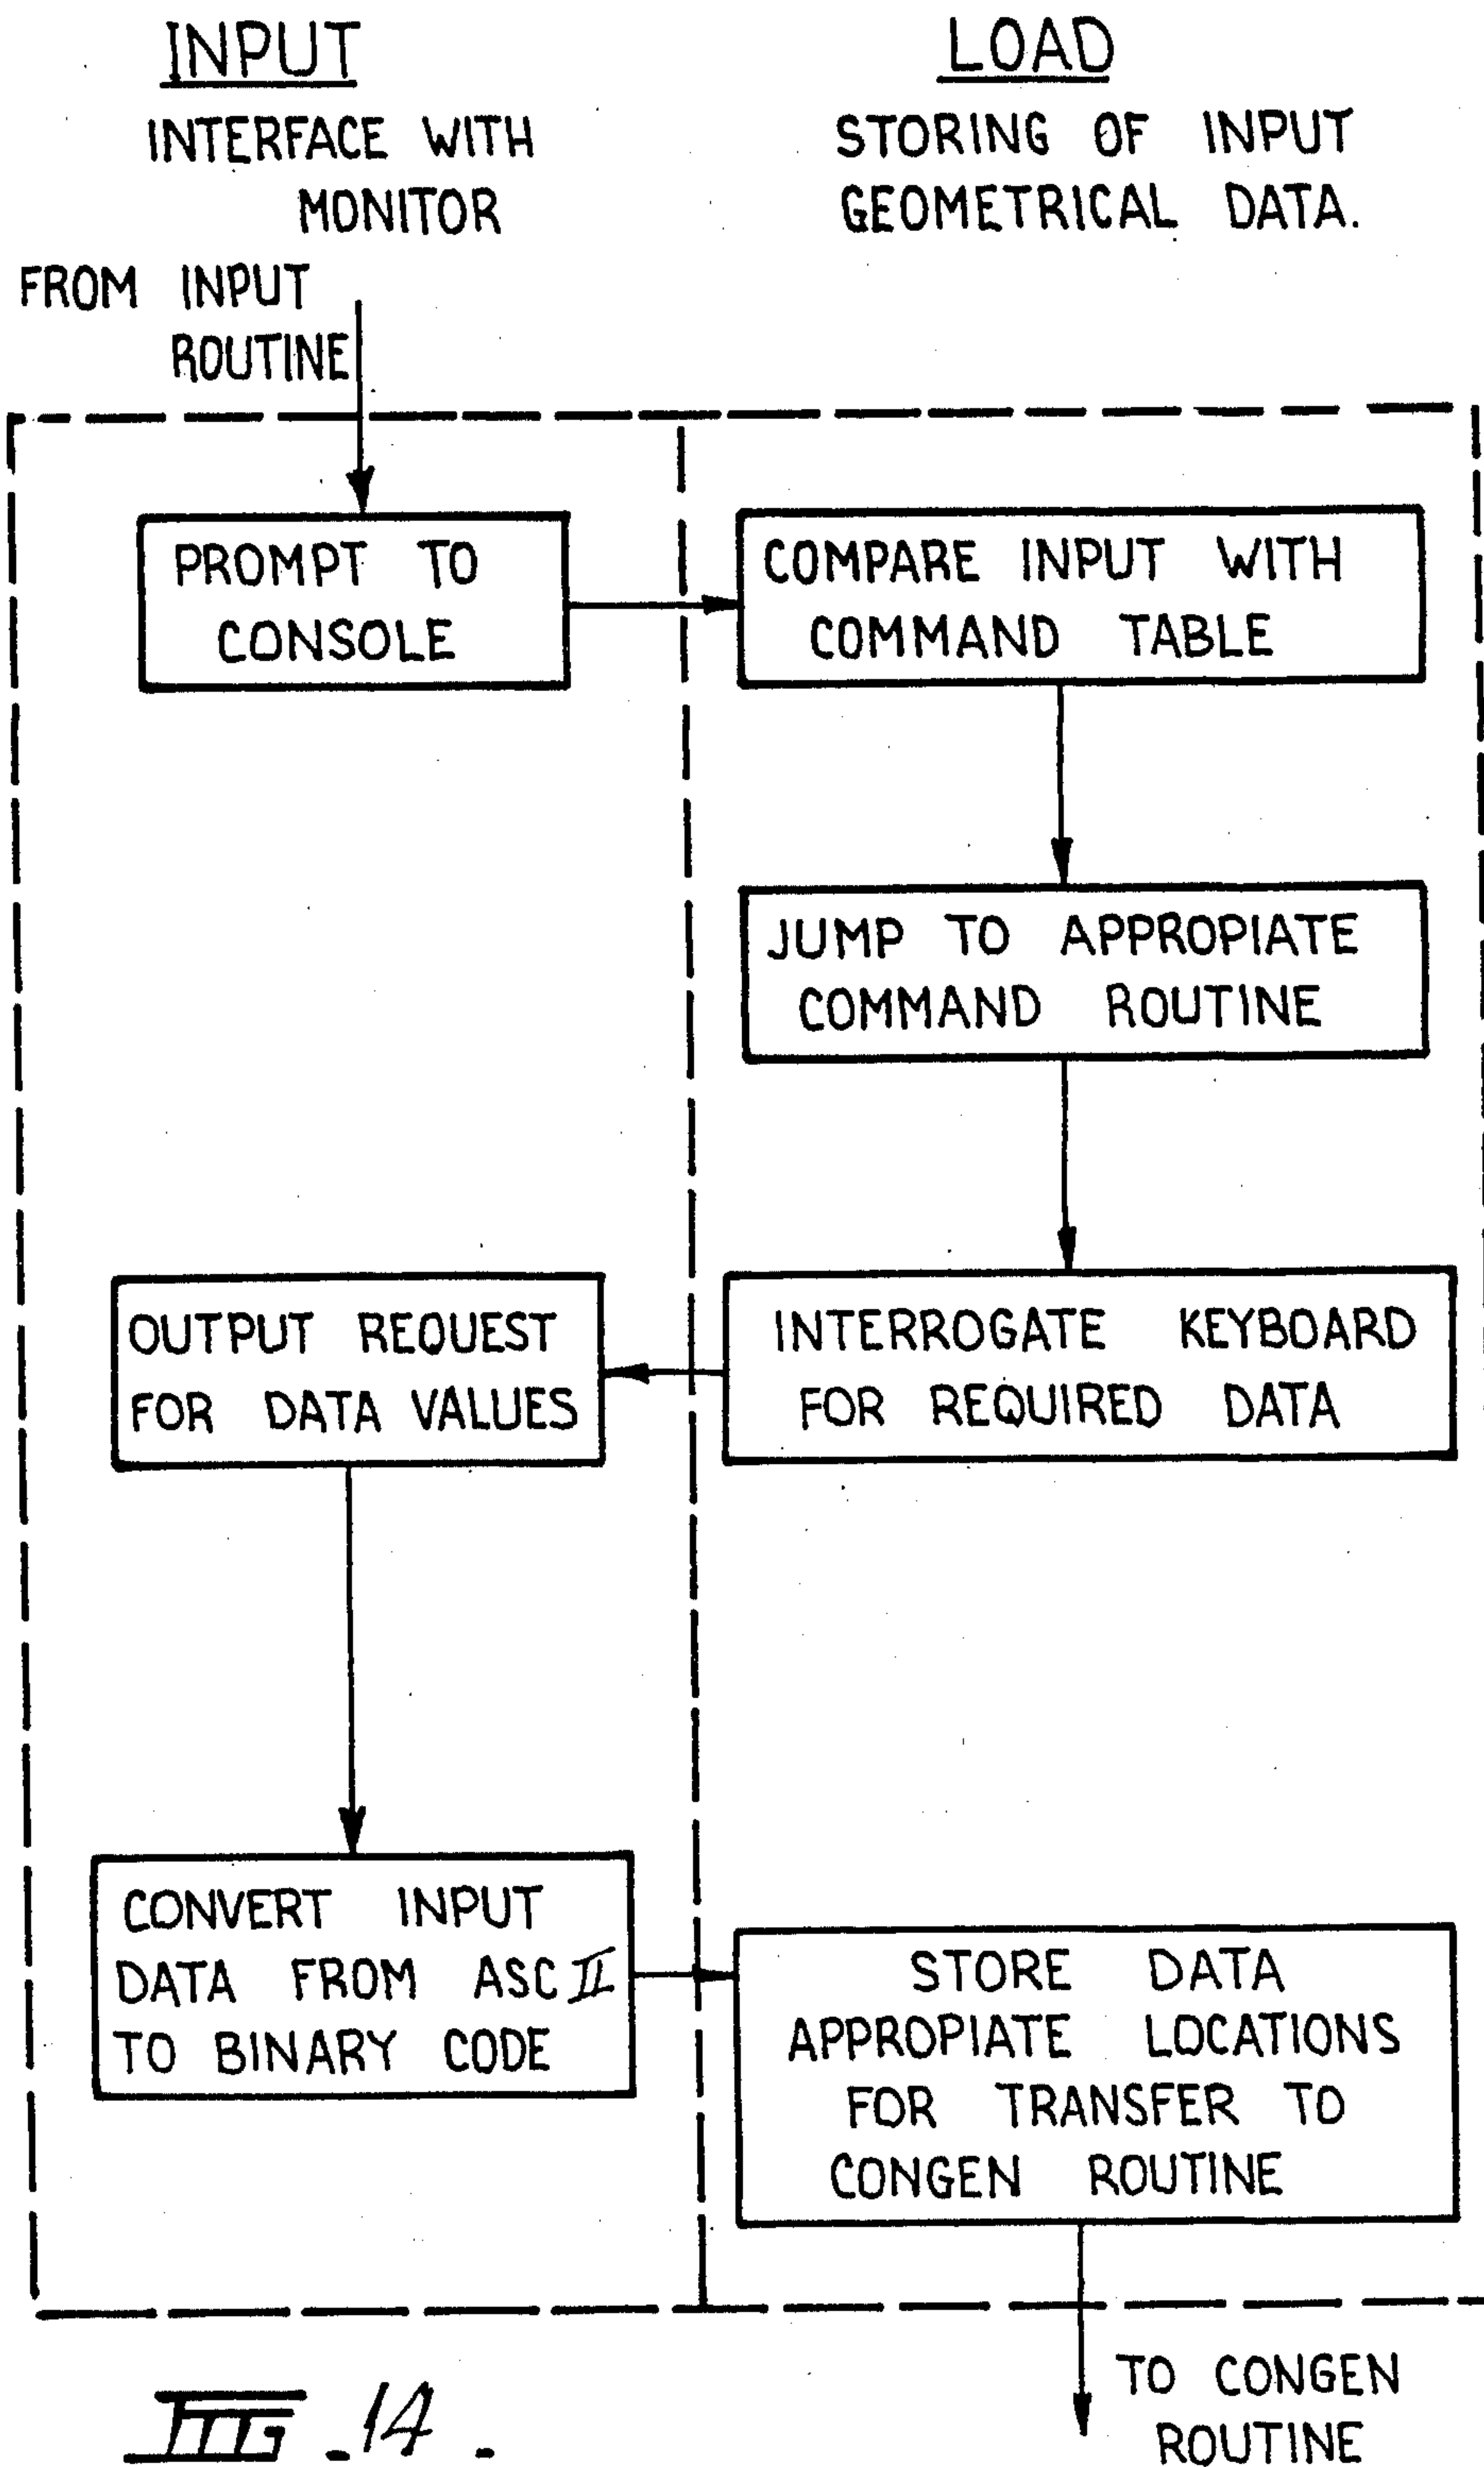 INPUT
INTERFACE WITH
MONITOR
LOAD
STORING OF INPUT
GEOMETRICAL DATA.
FROM INPUT
ROUTINE
PROMPT TO
CONSOLE
COMPARE INPUT WITH
COMMAND TABLE
JUMP TO APPROPIATE
COMMAND ROUTINE
INTERROGATE KEYBOARD
FOR REQUIRED DATA
OUTPUT REQUEST
FOR DATA VALUES
CONVERT INPUT
DATA FROM ASC II
TO BINARY CODE
STORE DATA
APPROPIATE LOCATIONS
FOR TRANSFER TO
CONGEN ROUTINE
TO CONGEN
ROUTINE
FIG.14.